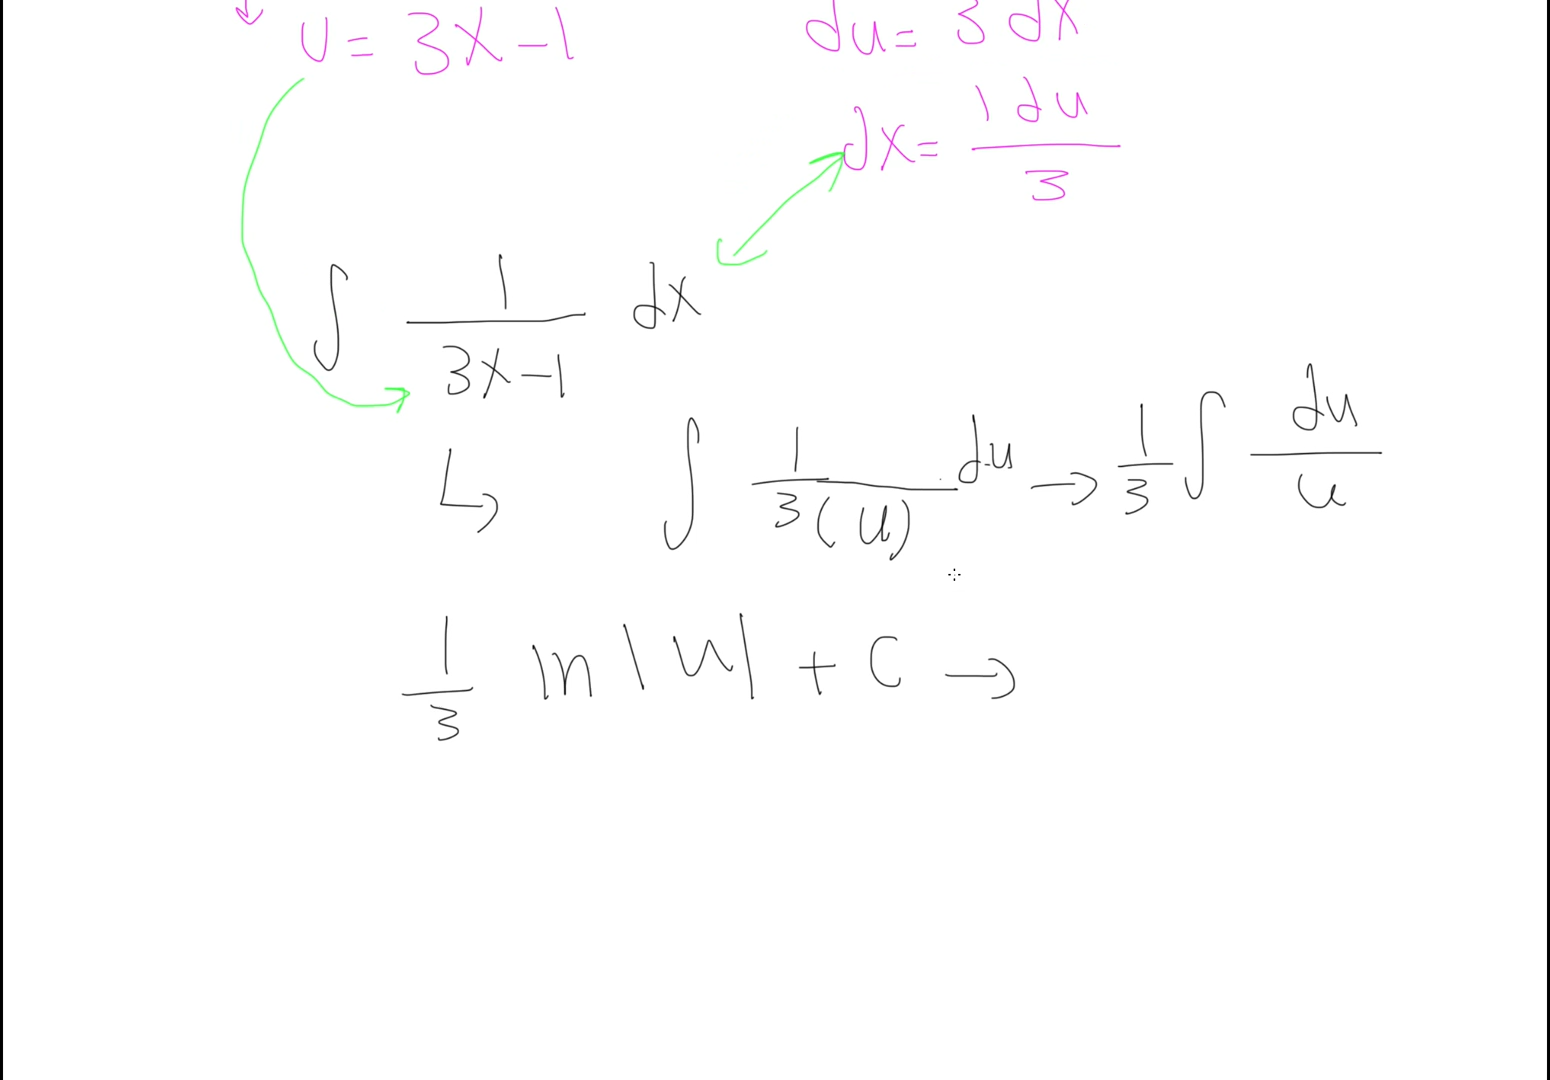 U = 3X-1    du = 3 dx
dx = 1 du / 3
∫ 1/(3X-1) dx
↳ ∫ 1/(3(u)) du → 1/3 ∫ du/u
1/3 ln|u| + C →